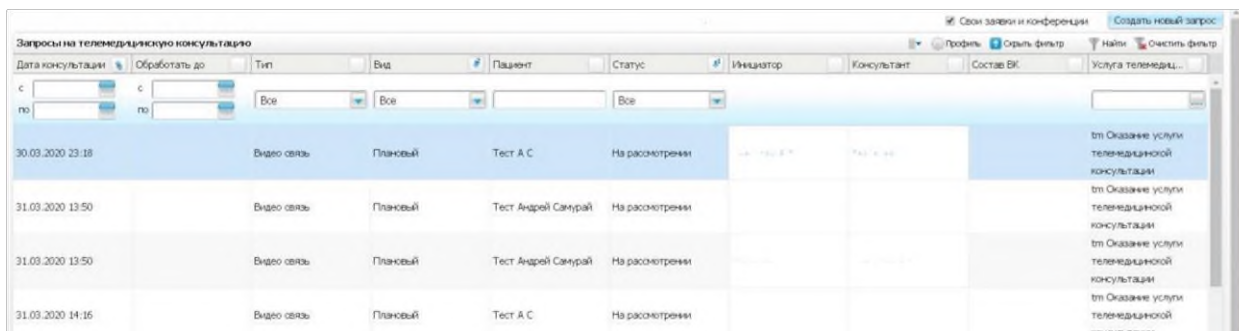 Свои заявки и конференции Создать новый запрос
Запросы на телемедицинскую консультацию Профиль Скрыть фильтр Найти Очистить фильтр
Дата консультации Обработать до Тип Вид Пациент Статус Инициатор Консультант Состав ВК Услуга телемедиц...
с с
Все Все Все
по по
tm Оказание услуги
30.03.2020 23:18 Видео связь Плановый Тест А С На рассмотрении телемедицинской
консультации
tm Оказание услуги
31.03.2020 13:50 Видео связь Плановый Тест Андрей Самурай На рассмотрении телемедицинской
консультации
tm Оказание услуги
31.03.2020 13:50 Видео связь Плановый Тест Андрей Самурай На рассмотрении телемедицинской
консультации
tm Оказание услуги
31.03.2020 14:16 Видео связь Плановый Тест А С На рассмотрении телемедицинской